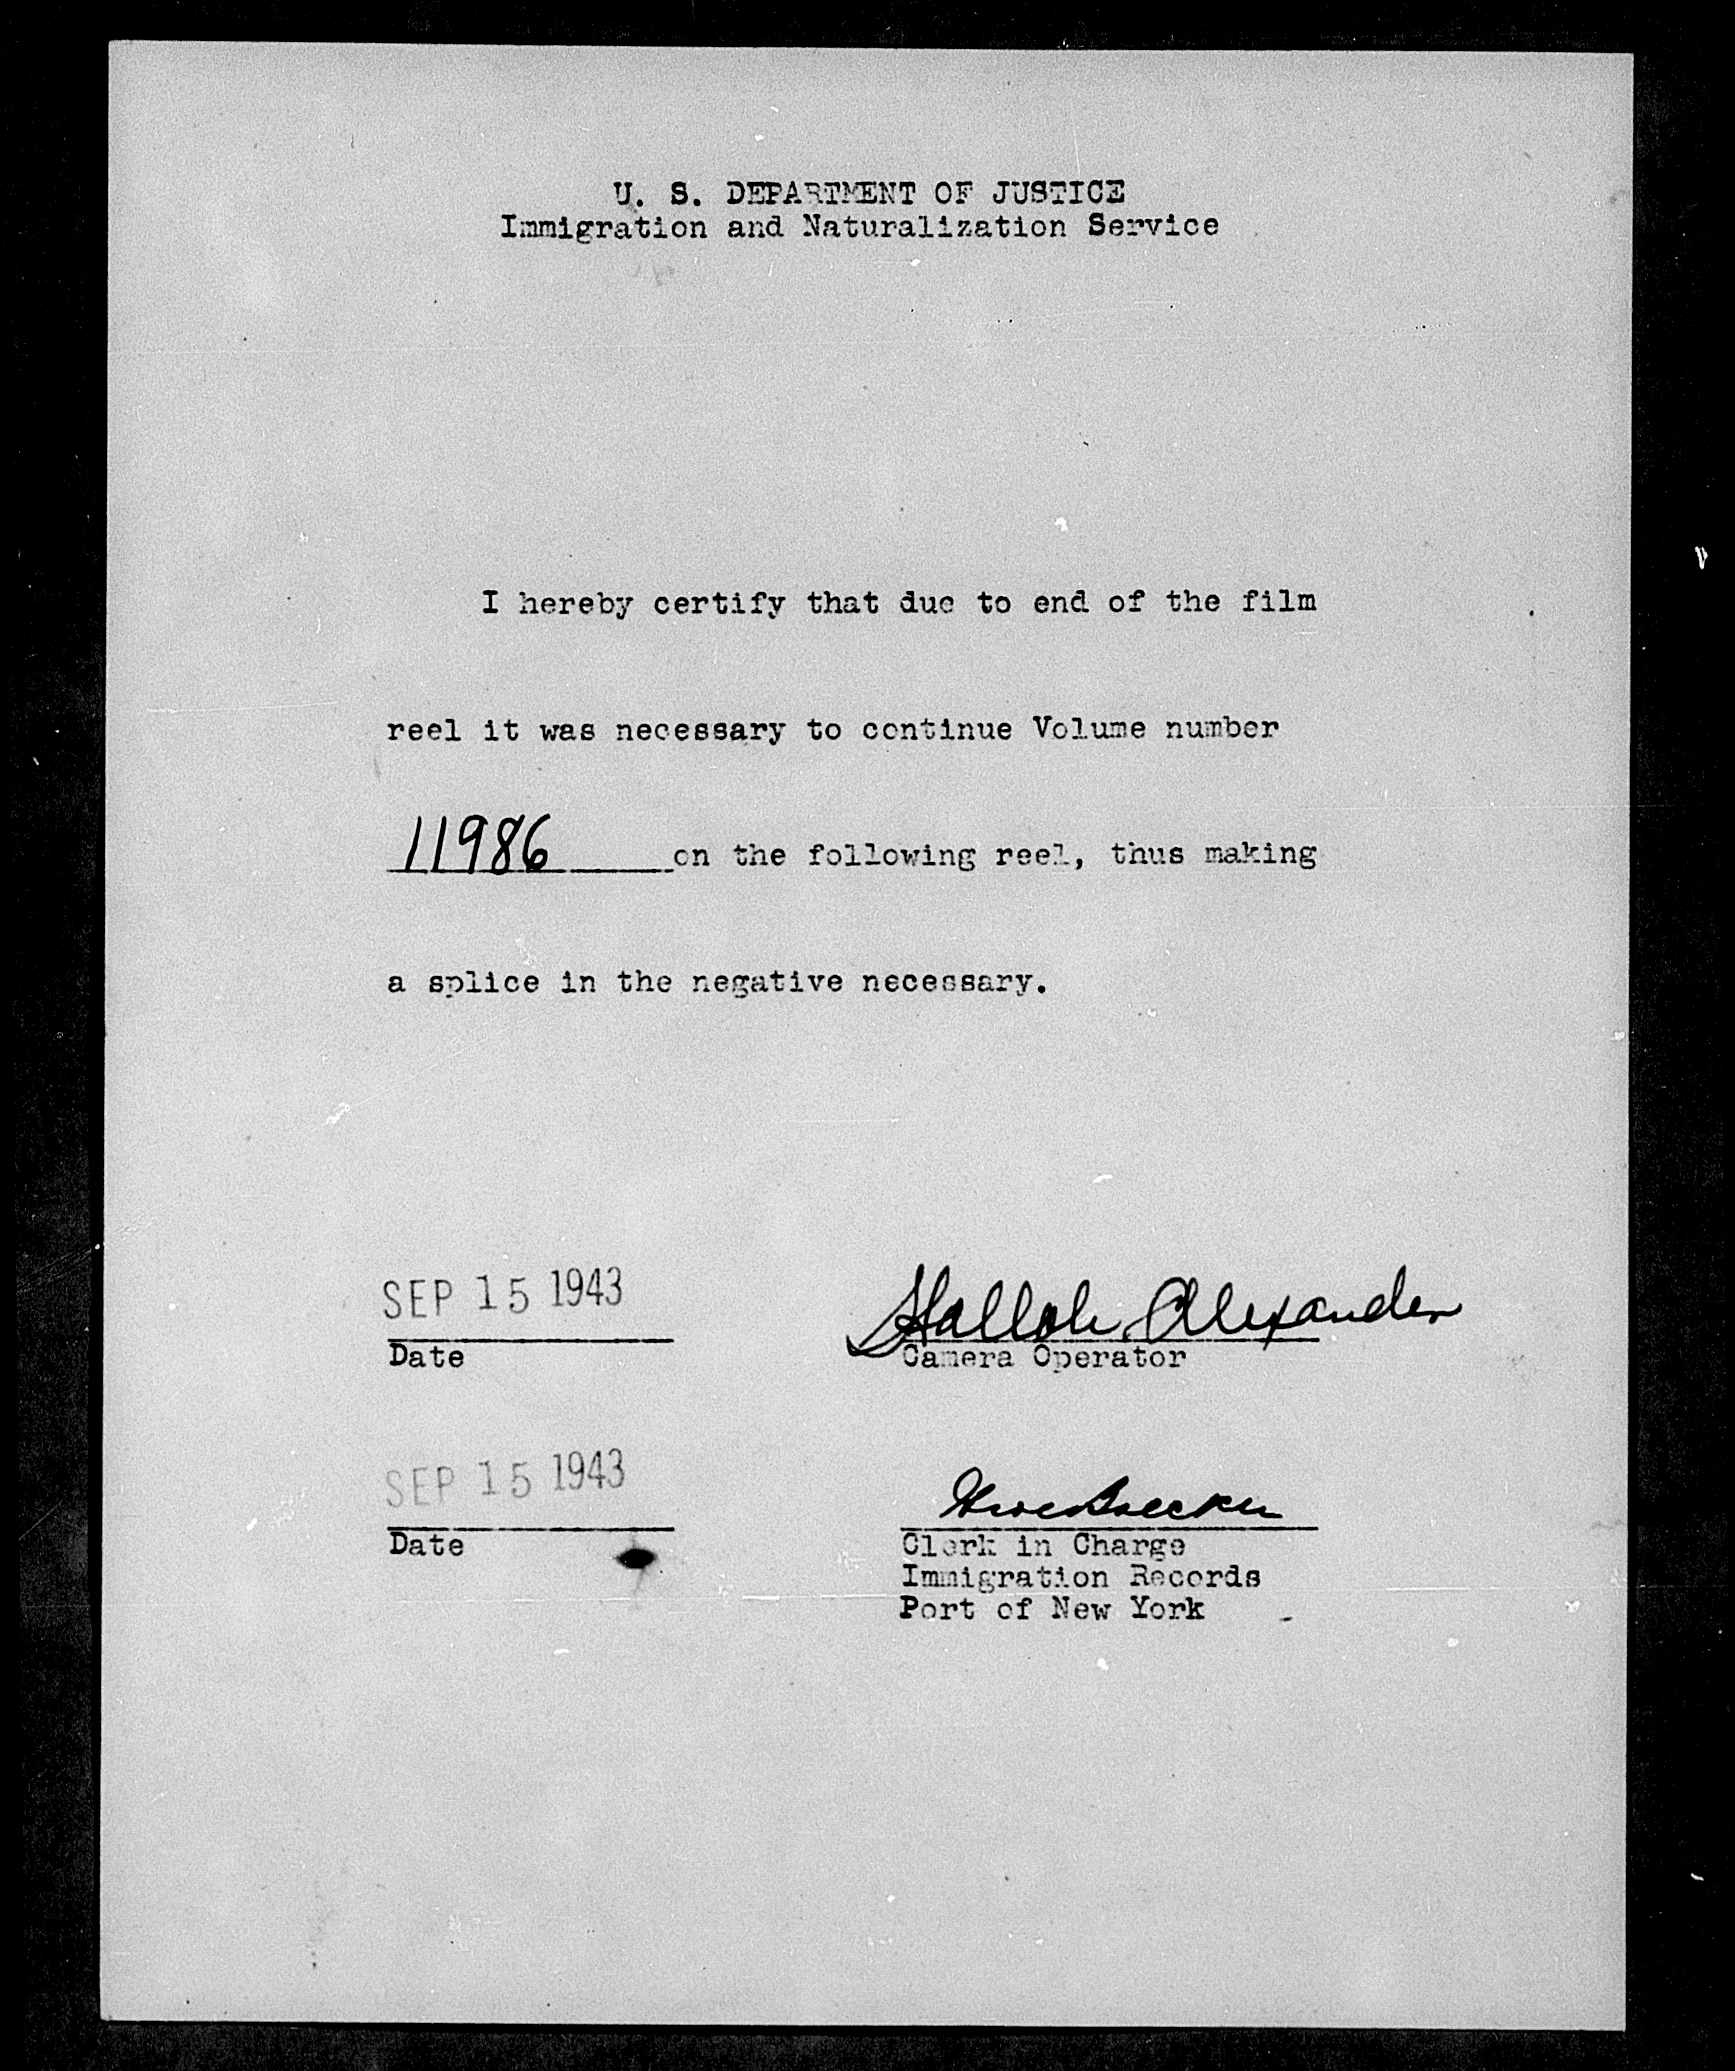 U. S. DEPARTMENT OF JUSTICE
Immigration and Naturalization Service
I hereby certify that due to end of the film
reel it was necessary to continue Volume number
11986 on the following reel, thus making
a splice in the negative necessary.
SEP 15 1943
Alexander
Date
Camera Operator
SEP 15 1943
Date
Clerk in Charge
Immigration Records
Port of New York